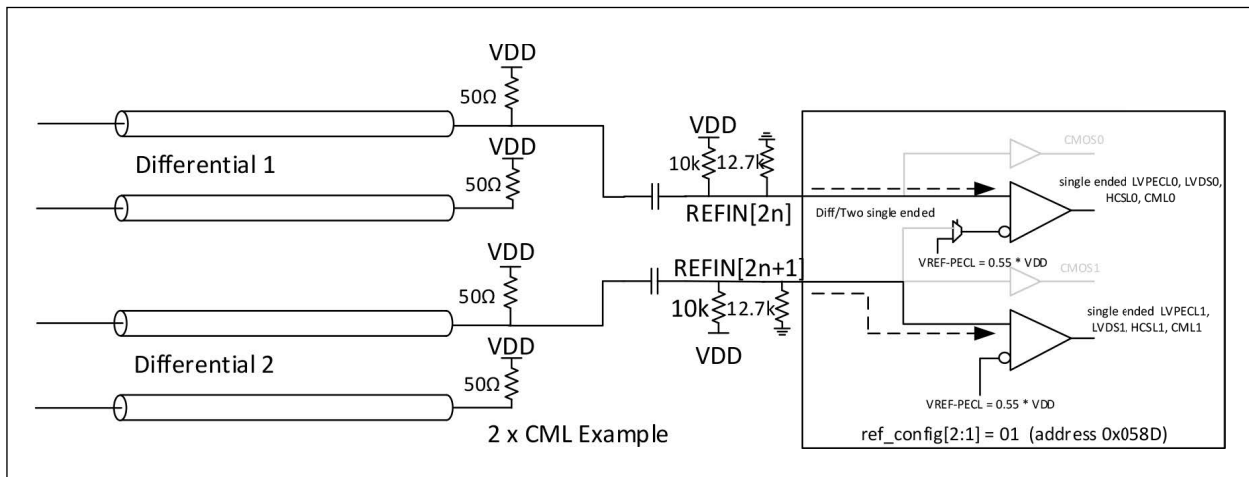 VDD
50Ω
Differential 1
VDD
50Ω
VDD
10k
12.7k
REFIN[2n]
Diff/Two single ended
CMOS0
single ended LVPECL0, LVDS0,
HCSL0, CML0
VREF-PECL = 0.55 * VDD
REFIN[2n+1]
CMOS1
VDD
50Ω
10k
12.7k
VDD
single ended LVPECL1,
LVDS1, HCSL1, CML1
Differential 2
VDD
50Ω
VREF-PECL = 0.55 * VDD
2 x CML Example
ref_config[2:1] = 01 (address 0x058D)